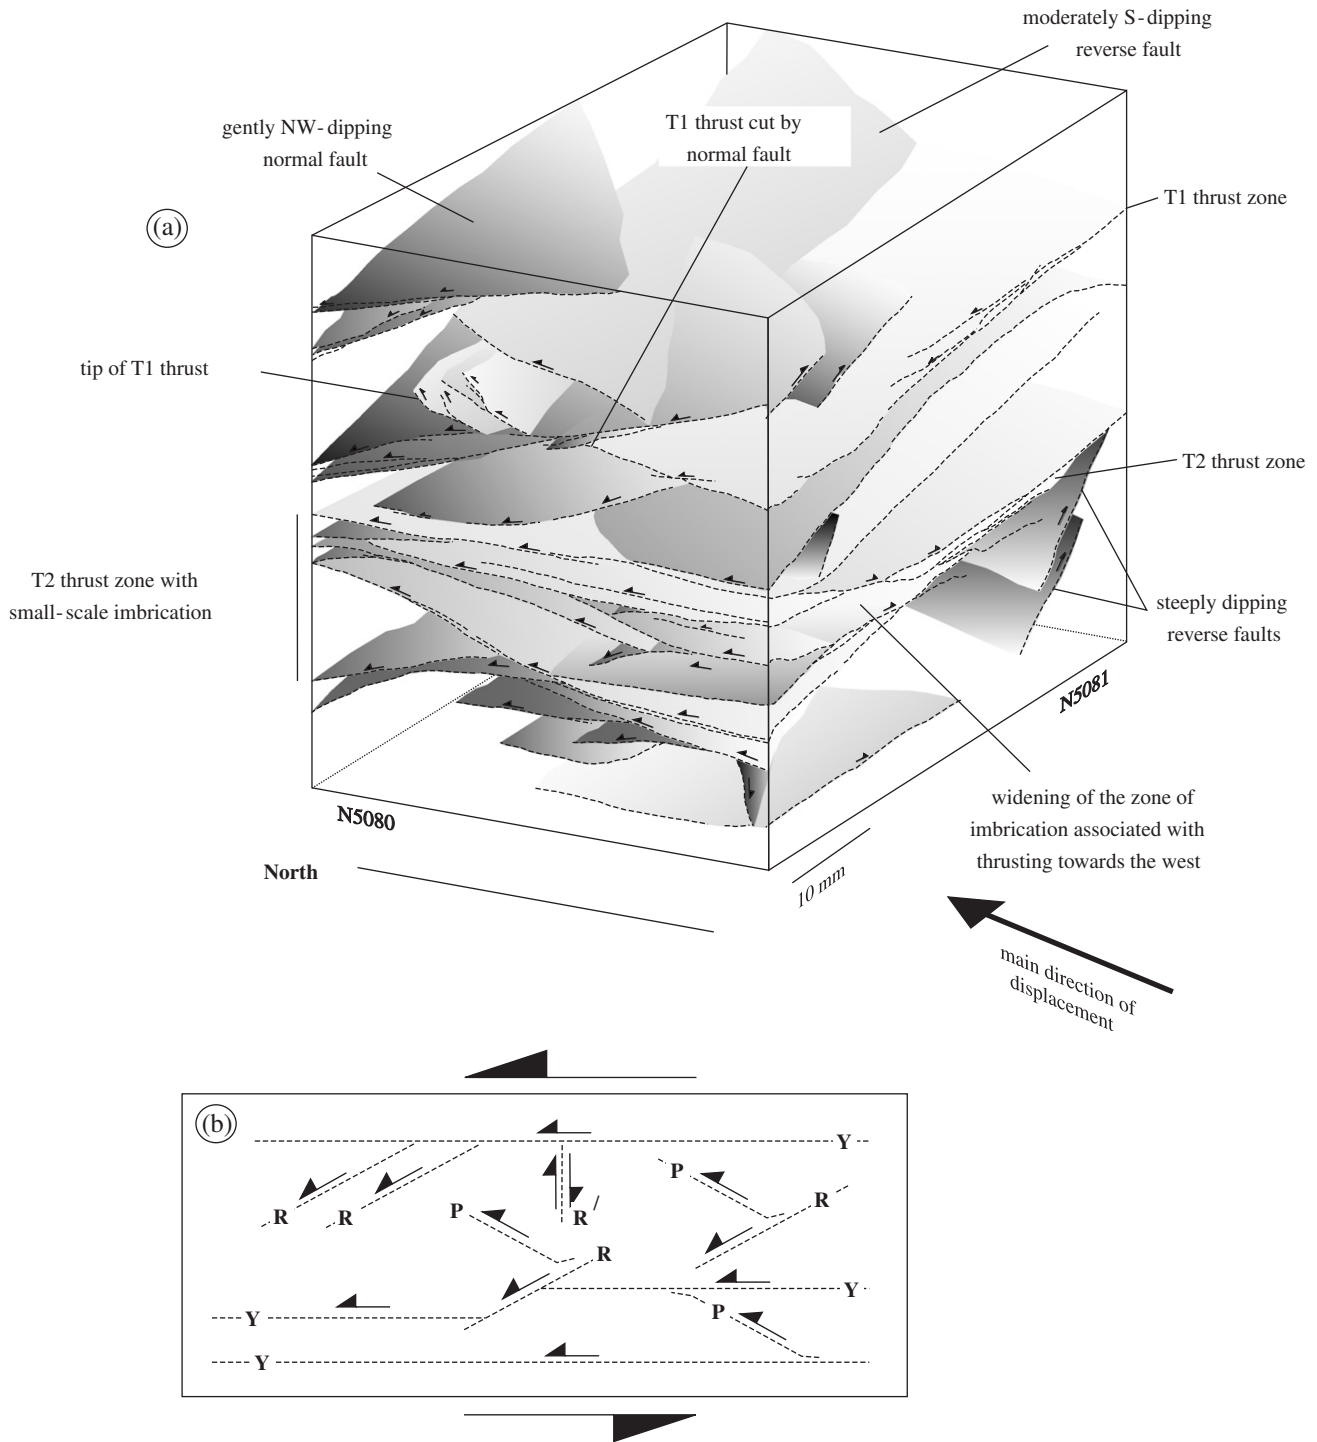 moderately S-dipping
reverse fault
gently NW-dipping
normal fault
T1 thrust cut by
normal fault
(a)
T1 thrust zone
tip of T1 thrust
T2 thrust zone
T2 thrust zone with
small-scale imbrication
steeply dipping
reverse faults
N5081
N5080
widening of the zone of
imbrication associated with
thrusting towards the west
North
10 mm
main direction of
displacement
(b)
Y
P
R
R
R
P
R /
R
Y
P
Y
Y